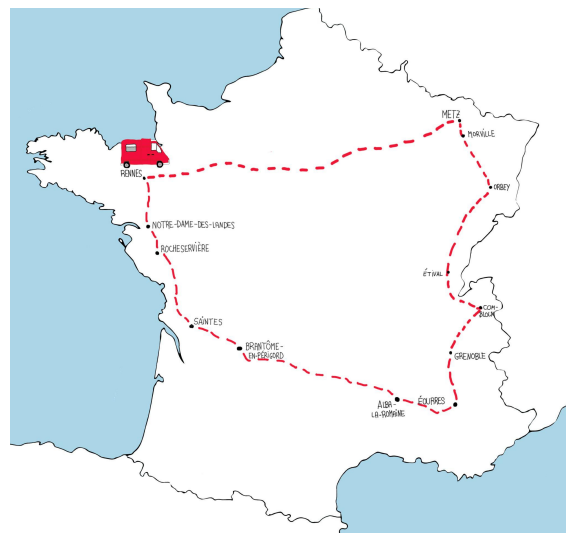 METZ
MORVILLE
RENNES
ORBEY
NOTRE-DAME-DES-LANDES
ROCHESERVIÈRE
ÉTIVAL
COM-
BLOUX
SAINTES
BRANTÔME-
EN-PÉRIGORD
GRENOBLE
ALBA-
LA-ROMAINE
ÉOURRES